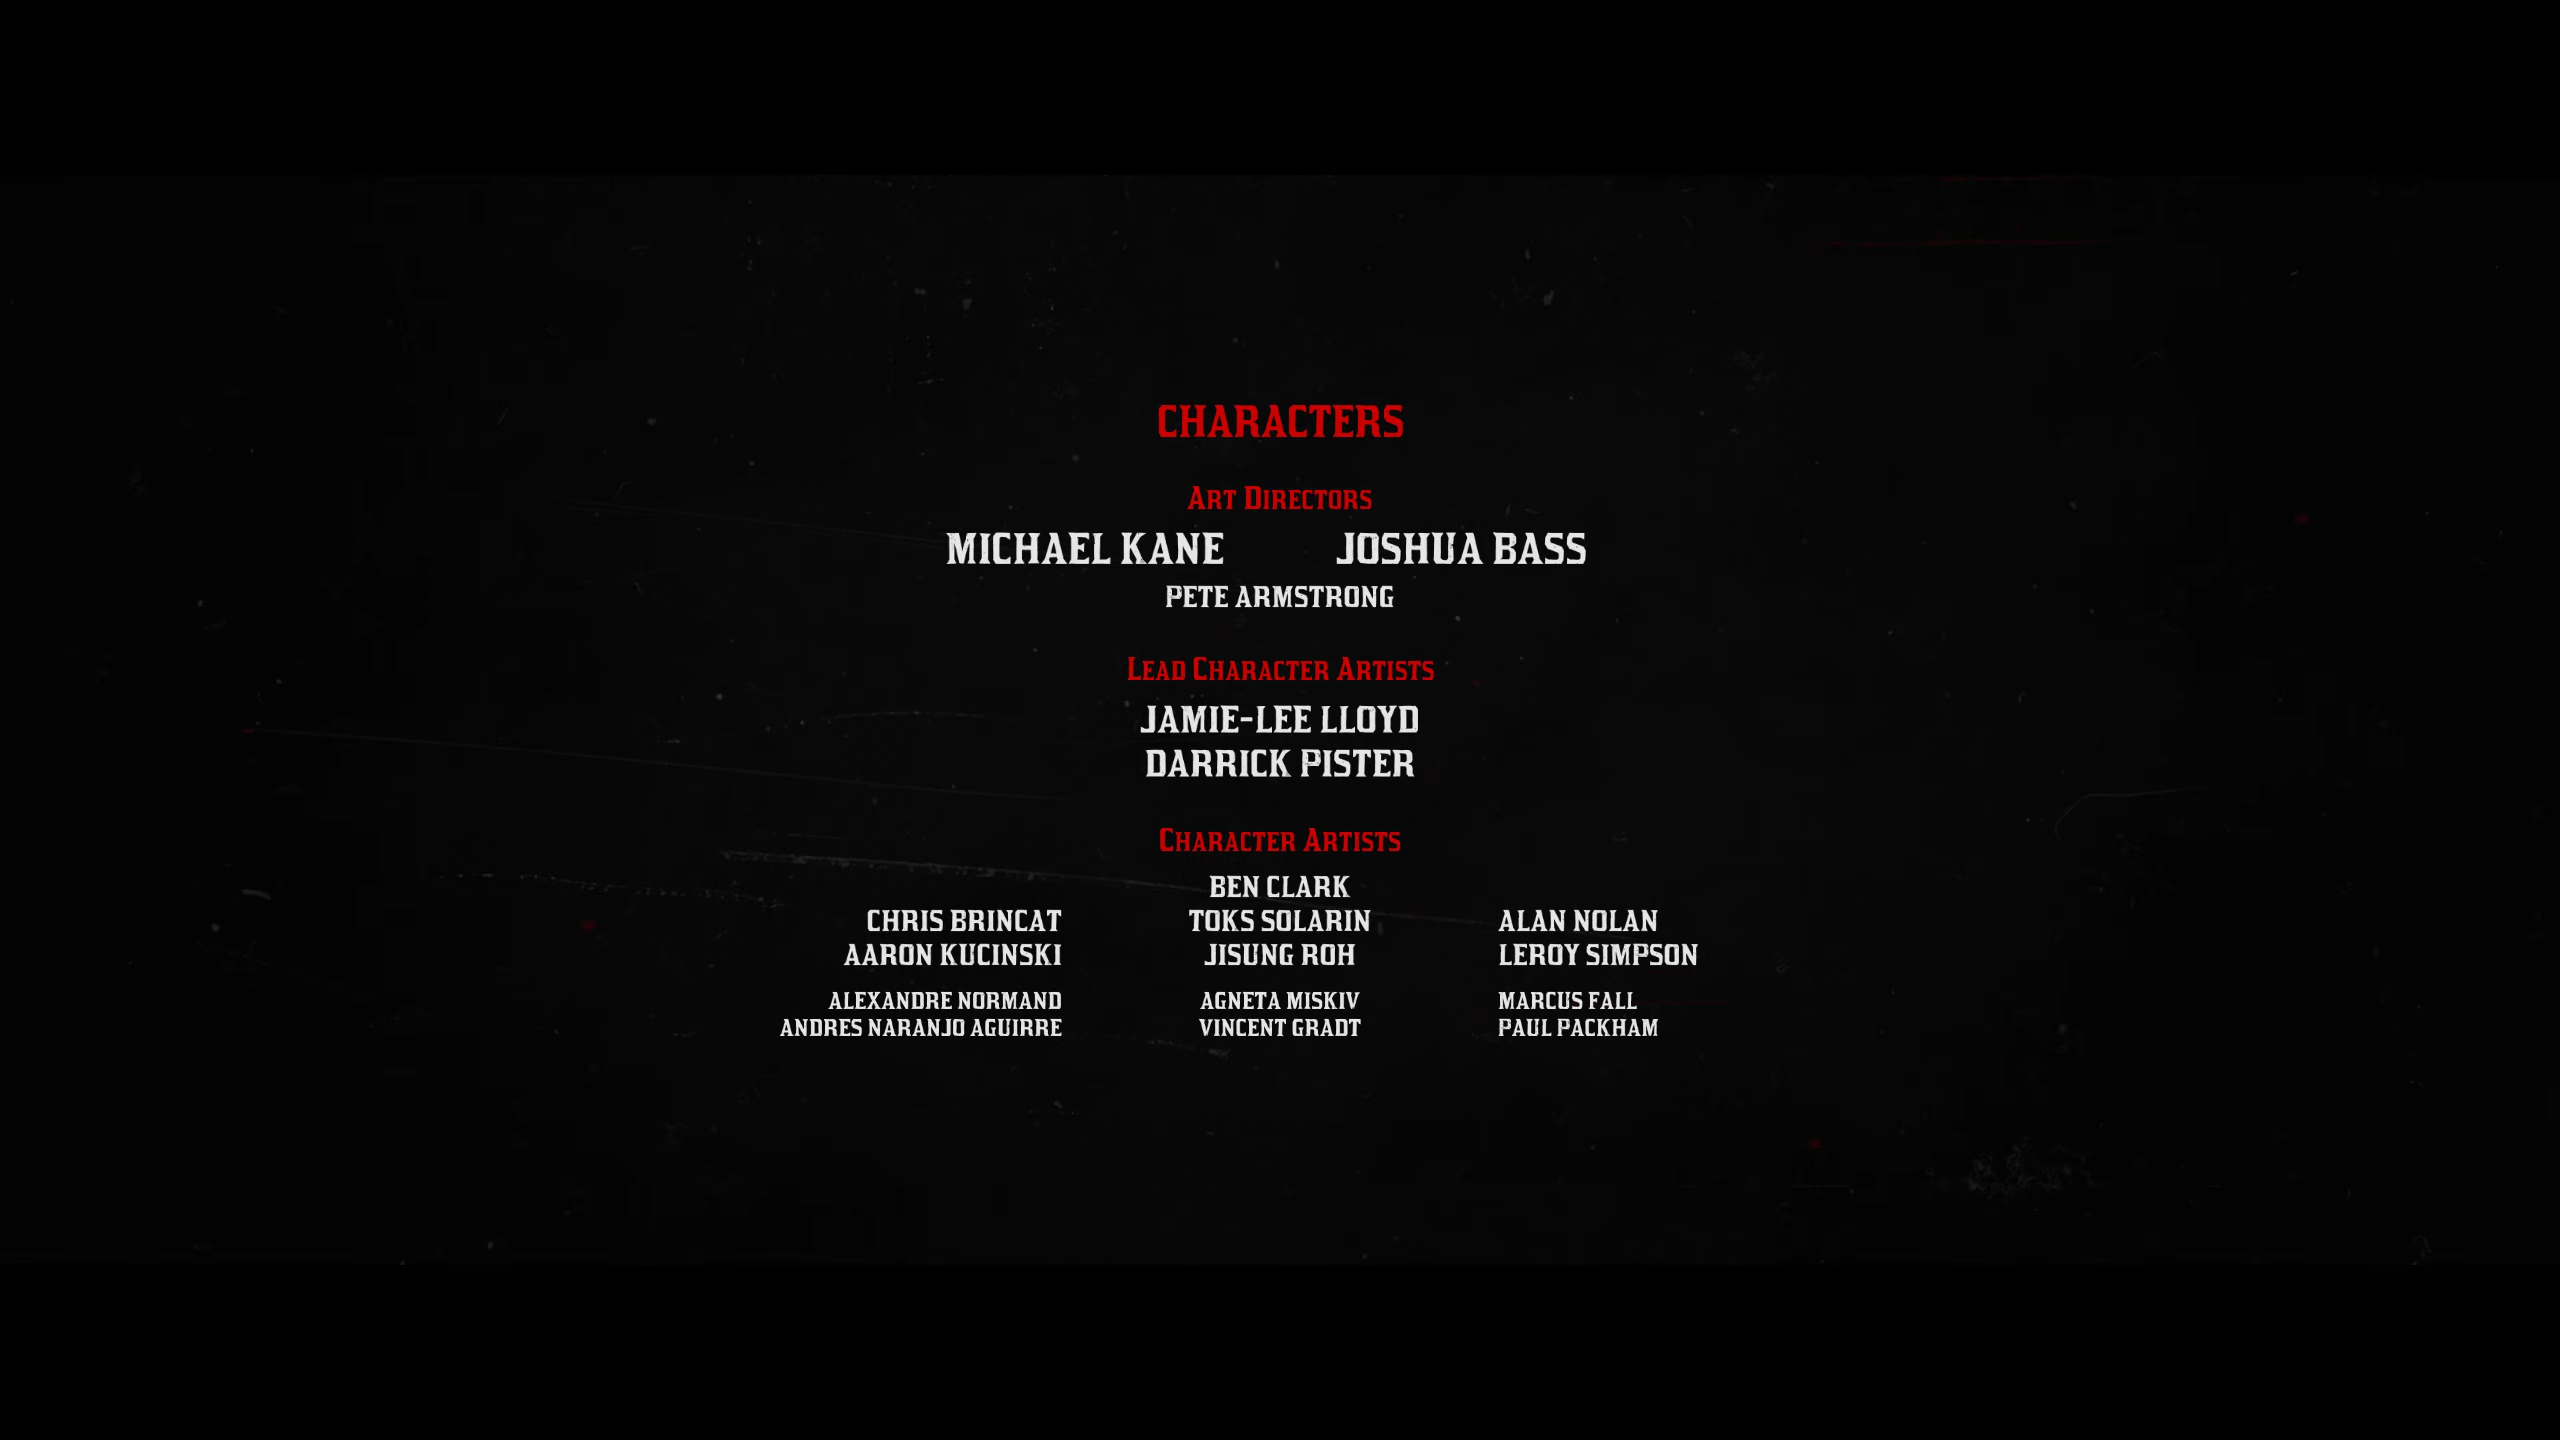 CHARACTERS
ART DIRECTORS
MICHAEL KANE JOSHUA BASS
PETE ARMSTRONG
LEAD CHARACTER ARTISTS
JAMIE-LEE LLOYD
DARRICK PISTER
CHARACTER ARTISTS
BEN CLARK
CHRIS BRINCAT TOKS SOLARIN ALAN NOLAN
AARON KUCINSKI JISUNG ROH LEROY SIMPSON
ALEXANDRE NORMAND AGNETA MISKIV MARCUS FALL
ANDRES NARANJO AGUIRRE VINCENT GRADT PAUL PACKHAM